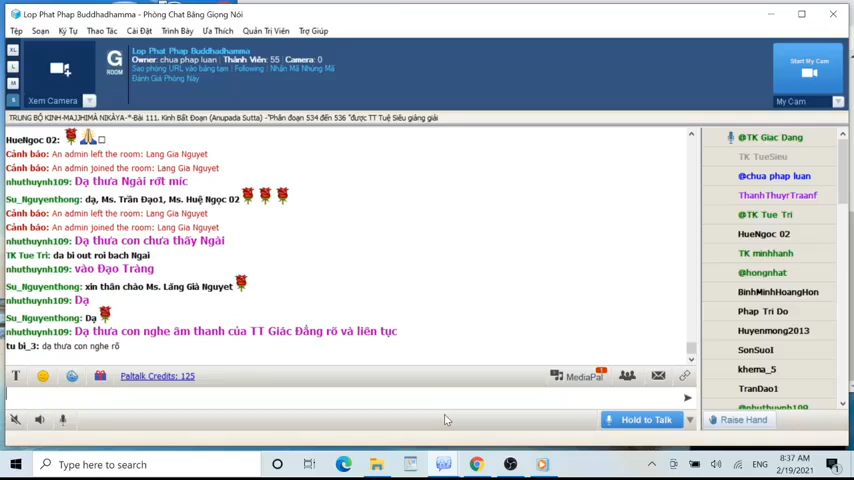 Lop Phat Phap Buddhadhamma - Phòng Chat Bằng Giọng Nói
Tệp Soạn Ký Tự Thao Tác Cài Đặt Trình Bày Ưa Thích Quản Trị Viên Trợ Giúp
XL
L
M
S
Xem Camera
G
ROOM
Lop Phat Phap Buddhadhamma
Owner: chua phap luan | Thành Viên: 55 | Camera: 0
Sao phòng URL vào bảng tạm | Following | Nhấn Mã Nhúng Mã
Đánh Giá Phòng Này
Start My Cam
My Cam
TRUNG BỘ KINH-MAJJHIMÀ NIKÀYA-*-Bài 111. Kinh Bất Đoạn (Anupada Sutta) -*Phân đoạn 534 đến 536 *được TT Tuệ Siêu giảng giải
HueNgoc 02:
Cảnh báo: An admin left the room: Lang Gia Nguyet
Cảnh báo: An admin joined the room: Lang Gia Nguyet
nhuthuynh109: Dạ thưa Ngài rớt míc
Su_Nguyenthong: dạ, Ms. Trần Đạo1, Ms. Huệ Ngọc 02
Cảnh báo: An admin left the room: Lang Gia Nguyet
Cảnh báo: An admin joined the room: Lang Gia Nguyet
nhuthuynh109: Dạ thưa con chưa thấy Ngài
TK Tue Tri: da bi out roi bach Ngai
nhuthuynh109: vào Đạo Tràng
Su_Nguyenthong: xin thân chào Ms. Lãng Già Nguyet
nhuthuynh109: Dạ
Su_Nguyenthong: Dạ
nhuthuynh109: Dạ thưa con nghe âm thanh của TT Giác Đẳng rõ và liên tục
tu bi_3: dạ thưa con nghe rõ
@TK Giac Dang
TK TueSieu
@chua phap luan
ThanhThuyrTraanf
@TK Tue Tri
HueNgoc 02
TK minhhanh
@hongnhat
BinhMinhHoangHon
Phap Tri Do
Huyenmong2013
SonSuoI
khema_5
TranDao1
@nhuthuynh109
T
Paltalk Credits: 125
MediaPal
1
Hold to Talk
Raise Hand
Type here to search
ENG
8:37 AM
2/19/2021
1